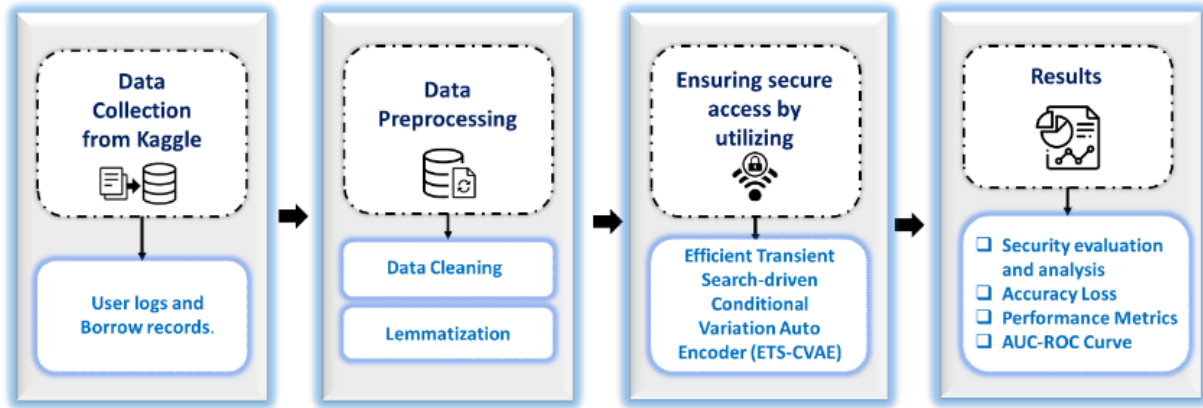 Data
Collection
from Kaggle
User logs and
Borrow records.
Data
Preprocessing
Data Cleaning
Lemmatization
Ensuring secure
access by
utilizing
Efficient Transient
Search-driven
Conditional
Variation Auto
Encoder (ETS-CVAE)
Results
Security evaluation
and analysis
Accuracy Loss
Performance Metrics
AUC-ROC Curve